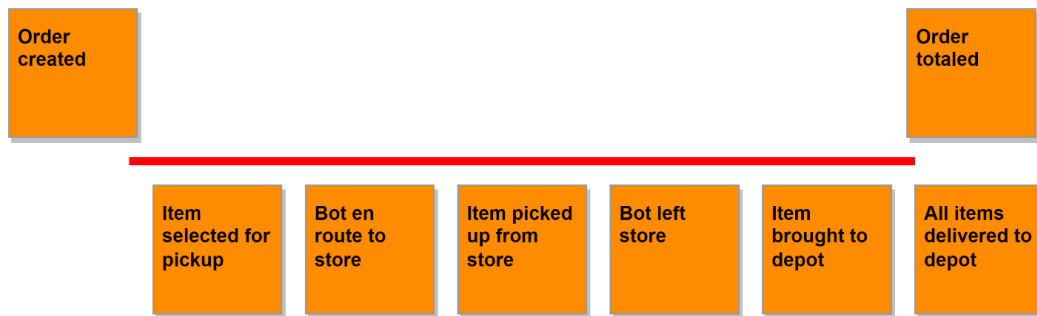 Order
created
Order
totaled
Item
selected for
pickup
Bot en
route to
store
Item picked
up from
store
Bot left
store
Item
brought to
depot
All items
delivered to
depot